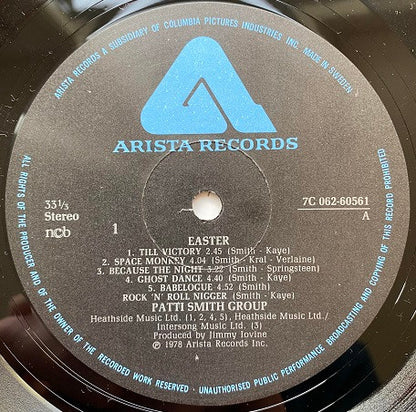 ARISTA RECORDS A SUBSIDIARY OF COLUMBIA PICTURES INDUSTRIES INC. MADE IN SWEDEN
ARISTA RECORDS
33⅓
Stereo
ncb
1
7C 062-60561
A
EASTER
1. TILL VICTORY 2.45 (Smith - Kaye)
2. SPACE MONKEY 4.04 (Smith - Kral - Verlaine)
3. BECAUSE THE NIGHT 3.22 (Smith - Springsteen)
4. GHOST DANCE 4.40 (Smith - Kaye)
5. BABELOGUE 4.52 (Smith)
ROCK 'N' ROLL NIGGER (Smith - Kaye)
PATTI SMITH GROUP
Heathside Music Ltd. (1, 2, 4, 5), Heathside Music Ltd./
Intersong Music Ltd. (3)
Produced by Jimmy Iovine
℗ 1978 Arista Records Inc.
ALL RIGHTS OF THE PRODUCER AND OF THE OWNER OF THE RECORDED WORK RESERVED - UNAUTHORISED PUBLIC PERFORMANCE BROADCASTING AND COPYING OF THIS RECORD PROHIBITED